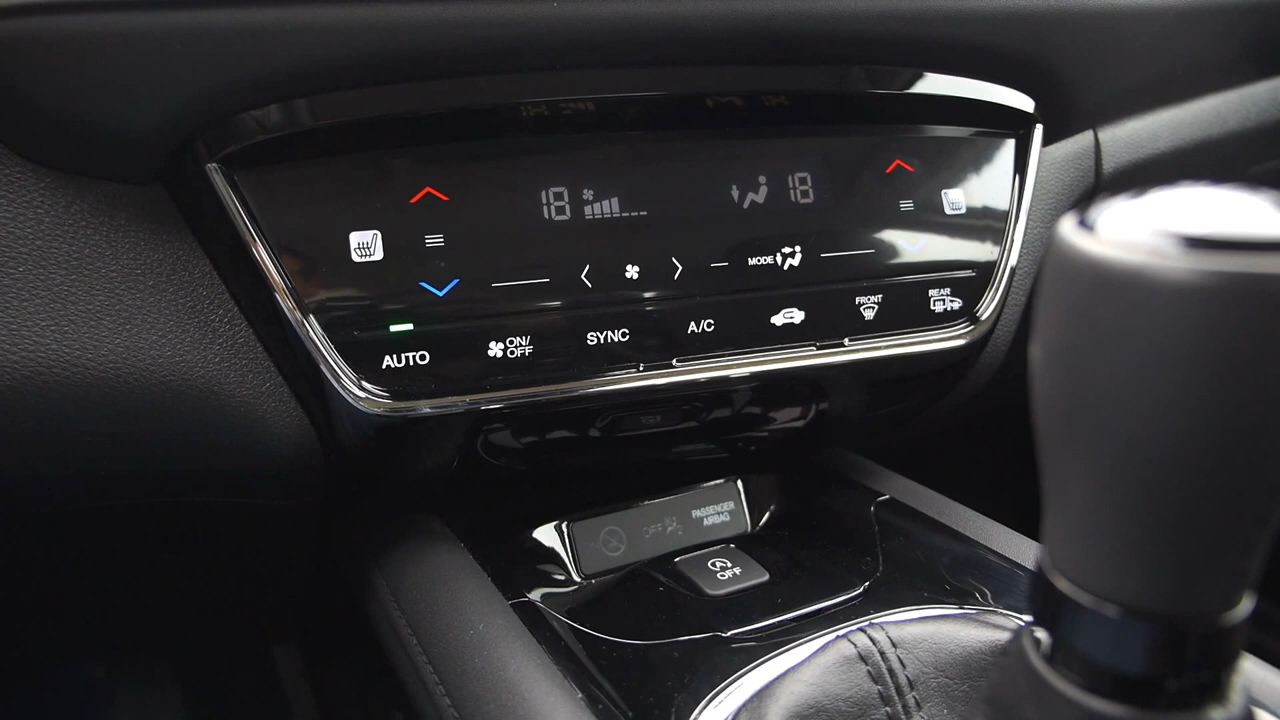 18
18
MODE
AUTO
ON/
OFF
SYNC
A/C
FRONT
REAR
OFF
PASSENGER
AIRBAG
A
OFF